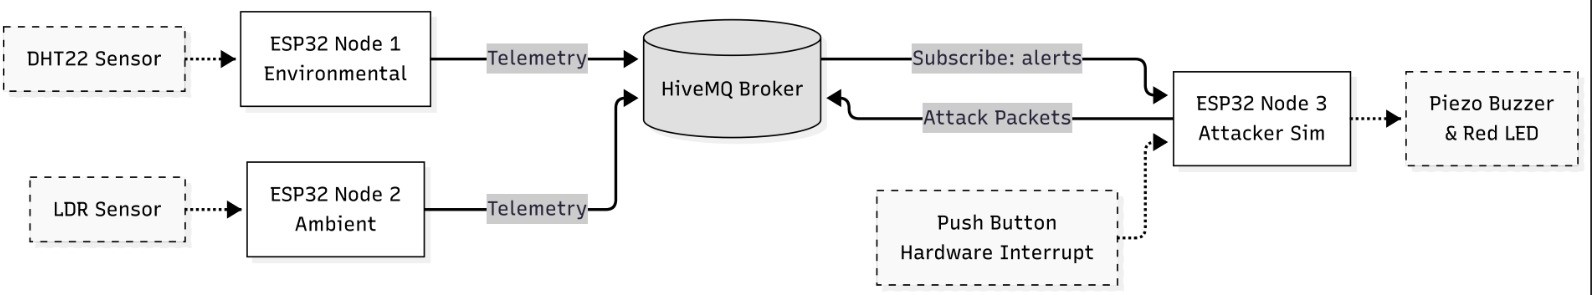 DHT22 Sensor
ESP32 Node 1
Environmental
Telemetry
HiveMQ Broker
Subscribe: alerts
Attack Packets
ESP32 Node 3
Attacker Sim
Piezo Buzzer
& Red LED
LDR Sensor
ESP32 Node 2
Ambient
Telemetry
Push Button
Hardware Interrupt